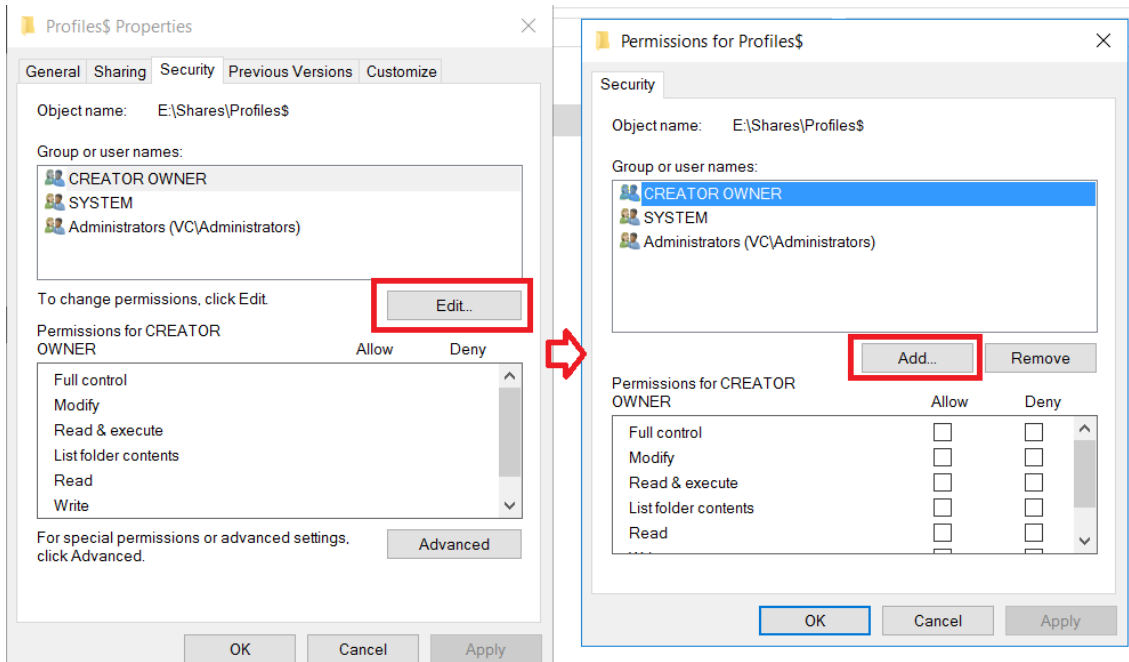 Profiles$ Properties
General Sharing Security Previous Versions Customize
Object name: E:\Shares\Profiles$
Group or user names:
CREATOR OWNER
SYSTEM
Administrators (VC\Administrators)
To change permissions, click Edit.
Edit...
Permissions for CREATOR
OWNER Allow Deny
Full control
Modify
Read & execute
List folder contents
Read
Write
For special permissions or advanced settings,
click Advanced.
Advanced
OK Cancel Apply
Permissions for Profiles$
Security
Object name: E:\Shares\Profiles$
Group or user names:
CREATOR OWNER
SYSTEM
Administrators (VC\Administrators)
Add... Remove
Permissions for CREATOR
OWNER Allow Deny
Full control
Modify
Read & execute
List folder contents
Read
OK Cancel Apply